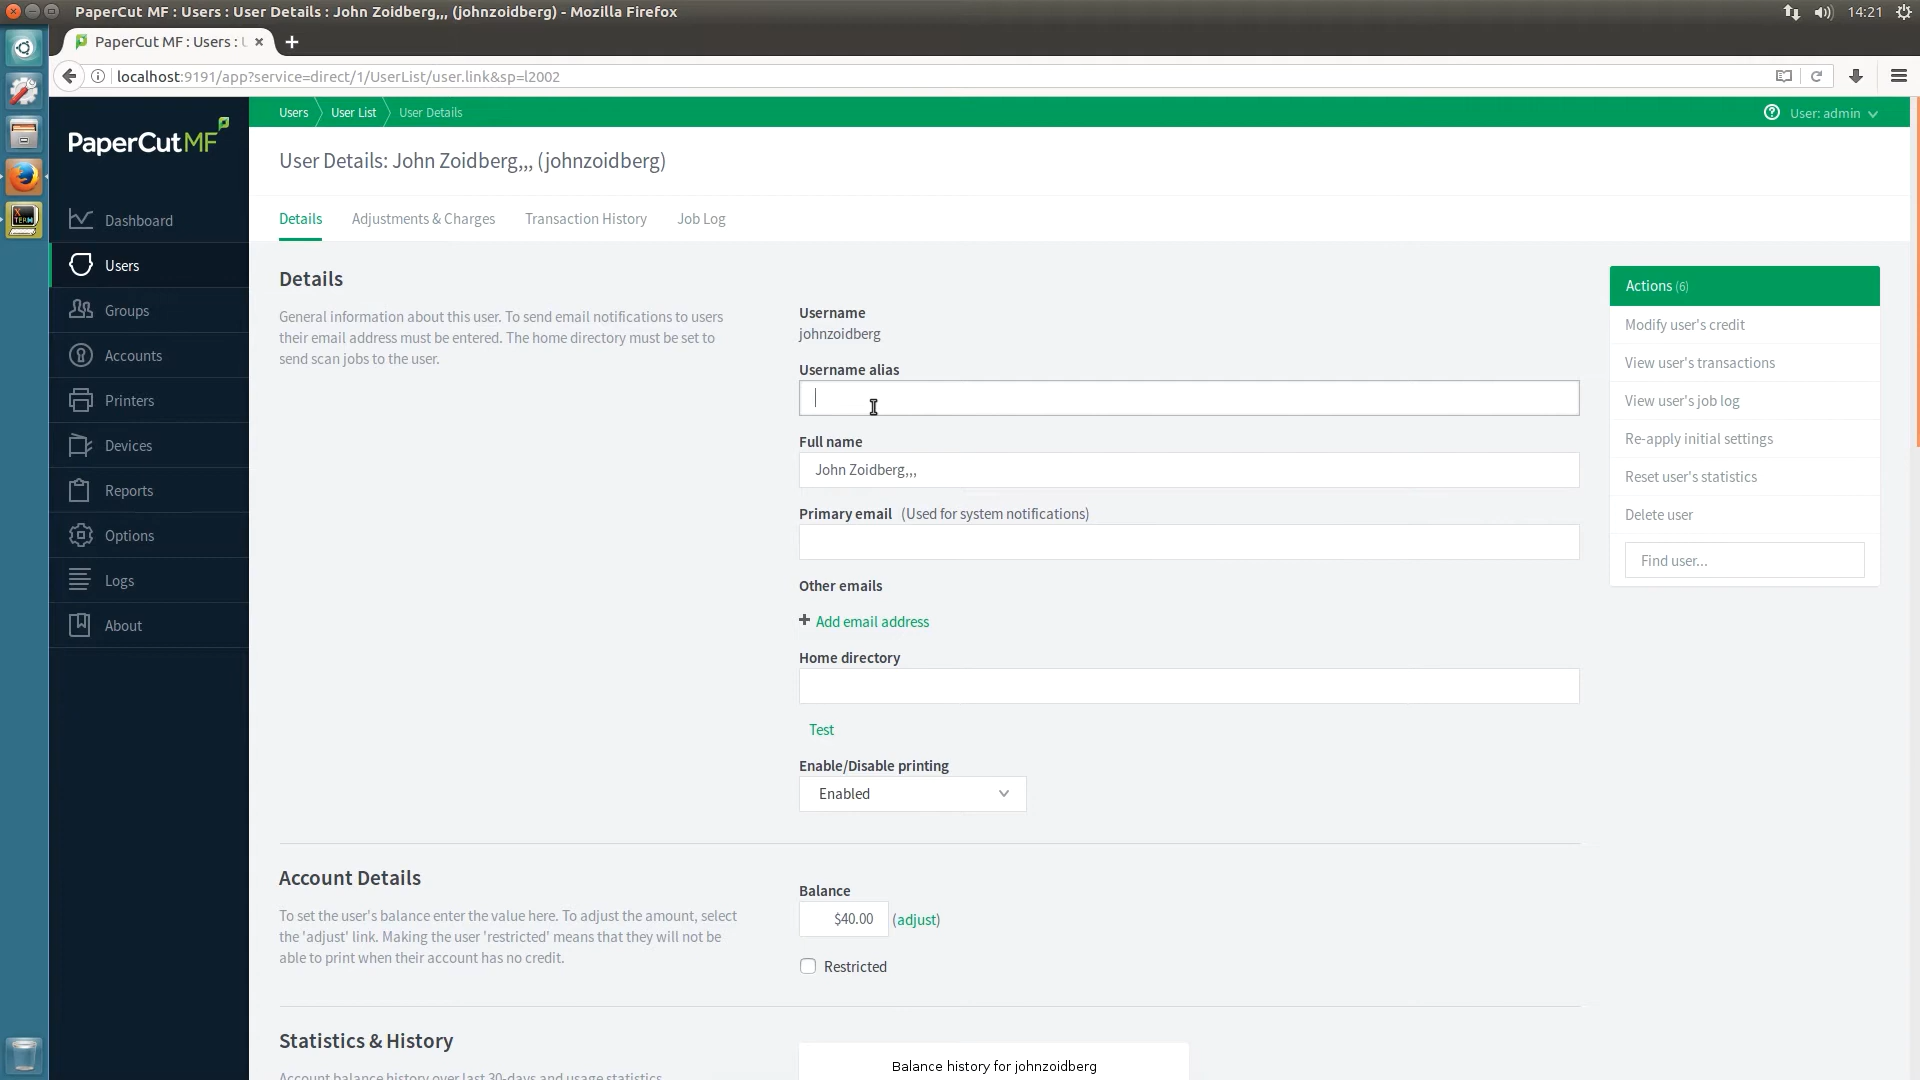 PaperCut MF : Users : User Details : John Zoidberg,,, (johnzoidberg) - Mozilla Firefox
14:21
PaperCut MF : Users :
localhost:9191/app?service=direct/1/UserList/user.link&sp=l2002
PaperCut MF
Users
User List
User Details
User: admin
User Details: John Zoidberg,,, (johnzoidberg)
Dashboard
Users
Groups
Accounts
Printers
Devices
Reports
Options
Logs
About
Details
Adjustments & Charges
Transaction History
Job Log
Details
General information about this user. To send email notifications to users
their email address must be entered. The home directory must be set to
send scan jobs to the user.
Username
johnzoidberg
Username alias
Full name
John Zoidberg,,,
Primary email (Used for system notifications)
Other emails
+ Add email address
Home directory
Test
Enable/Disable printing
Enabled
Actions (6)
Modify user's credit
View user's transactions
View user's job log
Re-apply initial settings
Reset user's statistics
Delete user
Find user...
Account Details
To set the user's balance enter the value here. To adjust the amount, select
the 'adjust' link. Making the user 'restricted' means that they will not be
able to print when their account has no credit.
Balance
$40.00 (adjust)
Restricted
Statistics & History
Account balance history over last 30-days and usage statistics.
Balance history for johnzoidberg